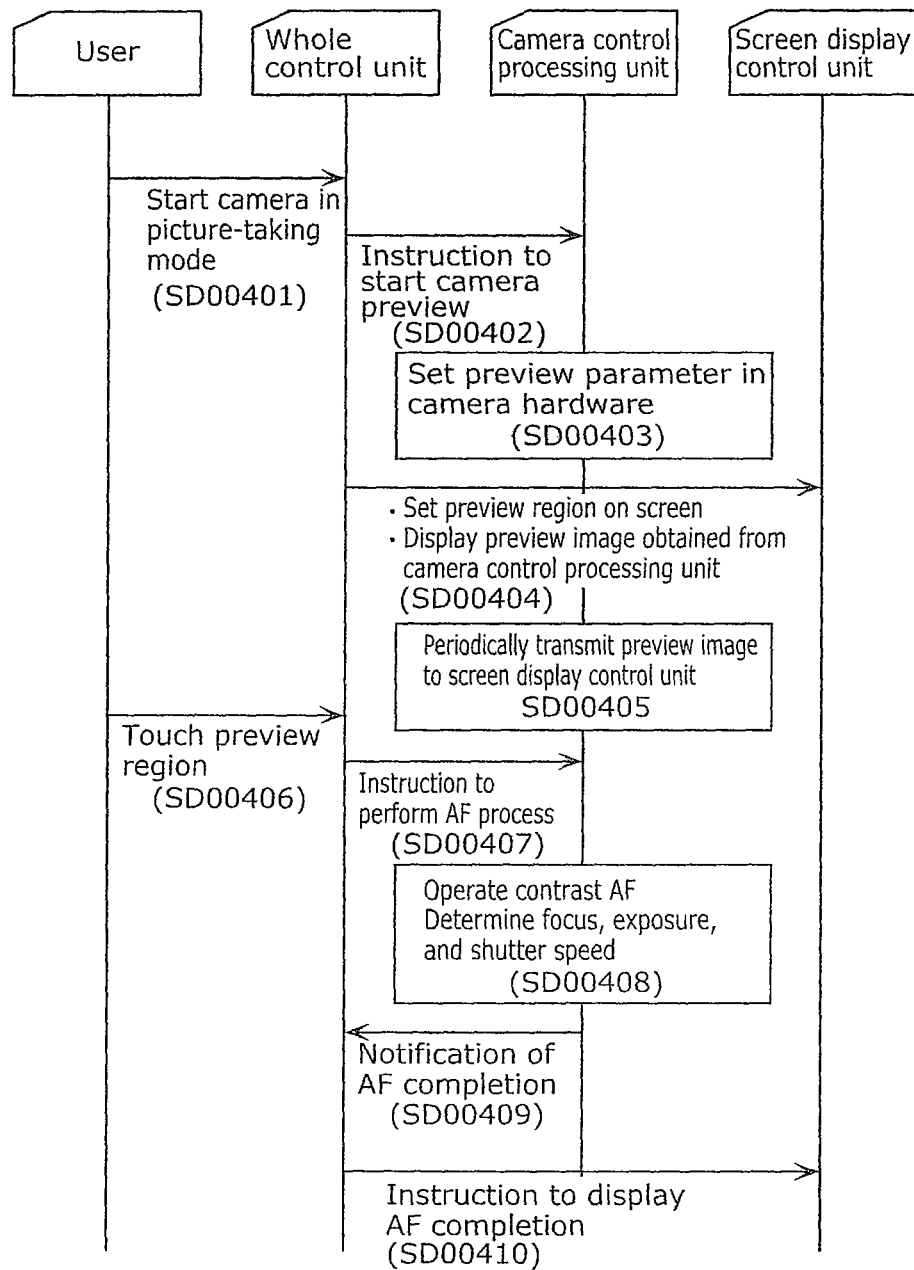 User
Whole
control unit
Camera control
processing unit
Screen display
control unit
Start camera in
picture-taking
mode
(SD00401)
Instruction to
start camera
preview
(SD00402)
Set preview parameter in
camera hardware
(SD00403)
・Set preview region on screen
・Display preview image obtained from
camera control processing unit
(SD00404)
Periodically transmit preview image
to screen display control unit
SD00405
Touch preview
region
(SD00406)
Instruction to
perform AF process
(SD00407)
Operate contrast AF
Determine focus, exposure,
and shutter speed
(SD00408)
Notification of
AF completion
(SD00409)
Instruction to display
AF completion
(SD00410)